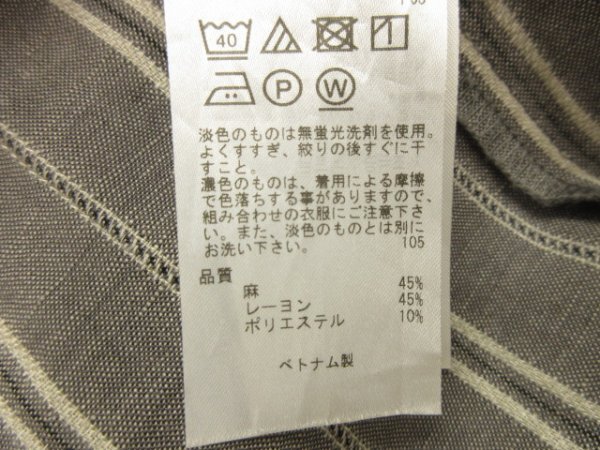 40
P
W
淡色のものは無蛍光洗剤を使用。
よくすすぎ、絞りの後すぐに干
すこと。
濃色のものは、着用による摩擦
で色落ちする事がありますので、
組み合わせの衣服にご注意下さ
い。また、淡色のものとは別に
お洗い下さい。 105
品質
麻 45%
レーヨン 45%
ポリエステル 10%
ベトナム製